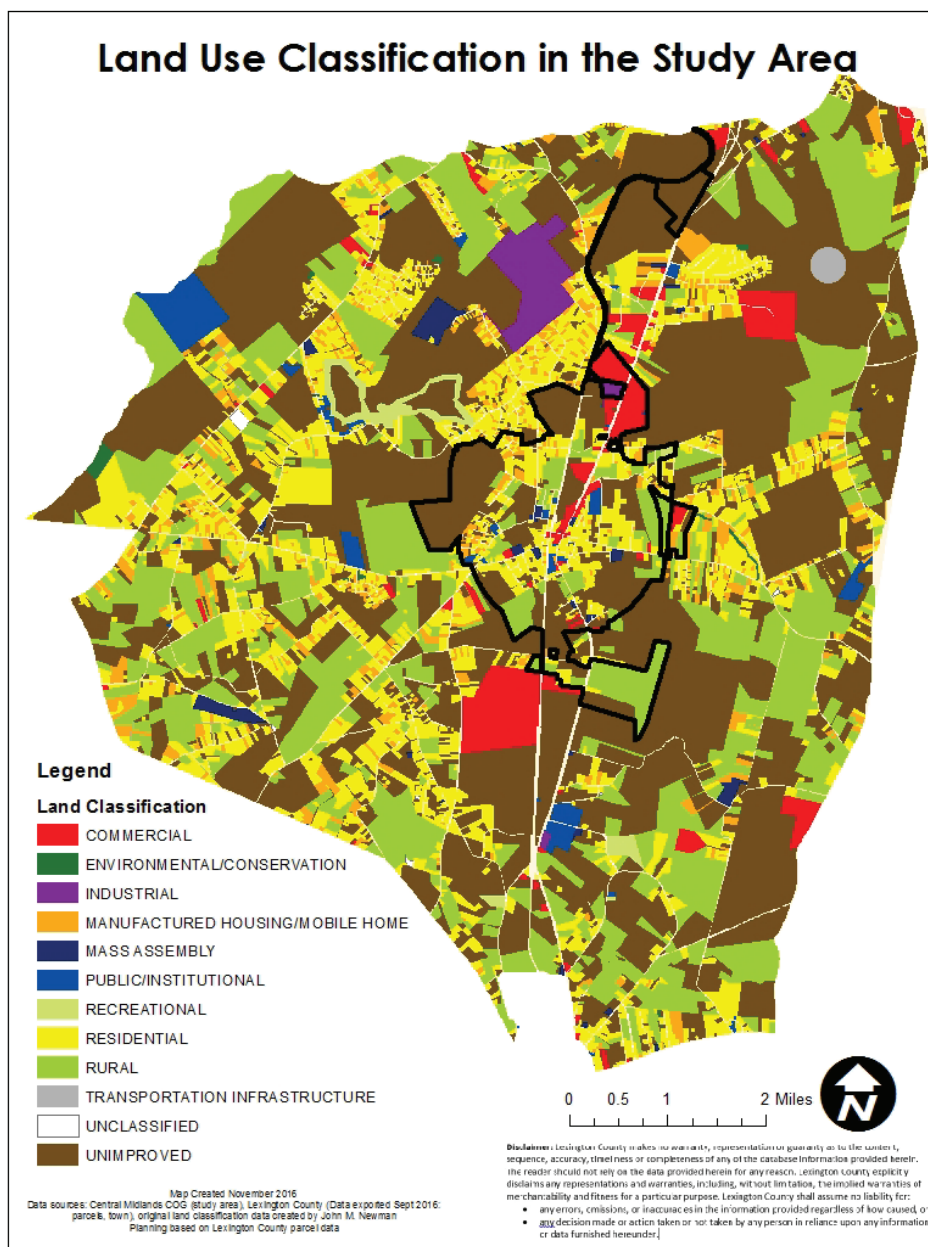 Land Use Classification in the Study Area
Legend
Land Classification
COMMERCIAL
ENVIRONMENTAL/CONSERVATION
INDUSTRIAL
MANUFACTURED HOUSING/MOBILE HOME
MASS ASSEMBLY
PUBLIC/INSTITUTIONAL
RECREATIONAL
RESIDENTIAL
RURAL
TRANSPORTATION INFRASTRUCTURE
UNCLASSIFIED
UNIMPROVED
0 0.5 1 2 Miles
N
Map Created November 2016
Data sources: Central Midlands COG (study area), Lexington County (Data exported Sept 2016:
parcels, town), original land classification data created by John M. Newman
Planning based on Lexington County parcel data
Disclaimer: Lexington County makes no warranty, representation or guaranty as to the content,
sequence, accuracy, timeliness or completeness of any of the database information provided herein.
The reader should not rely on the data provided herein for any reason. Lexington County explicitly
disclaims any representations and warranties, including, without limitation, the implied warranties of
merchantability and fitness for a particular purpose. Lexington County shall assume no liability for:
• any errors, omissions, or inaccuracies in the information provided regardless of how caused, or
• any decision made or action taken or not taken by any person in reliance upon any information
or data furnished hereunder.